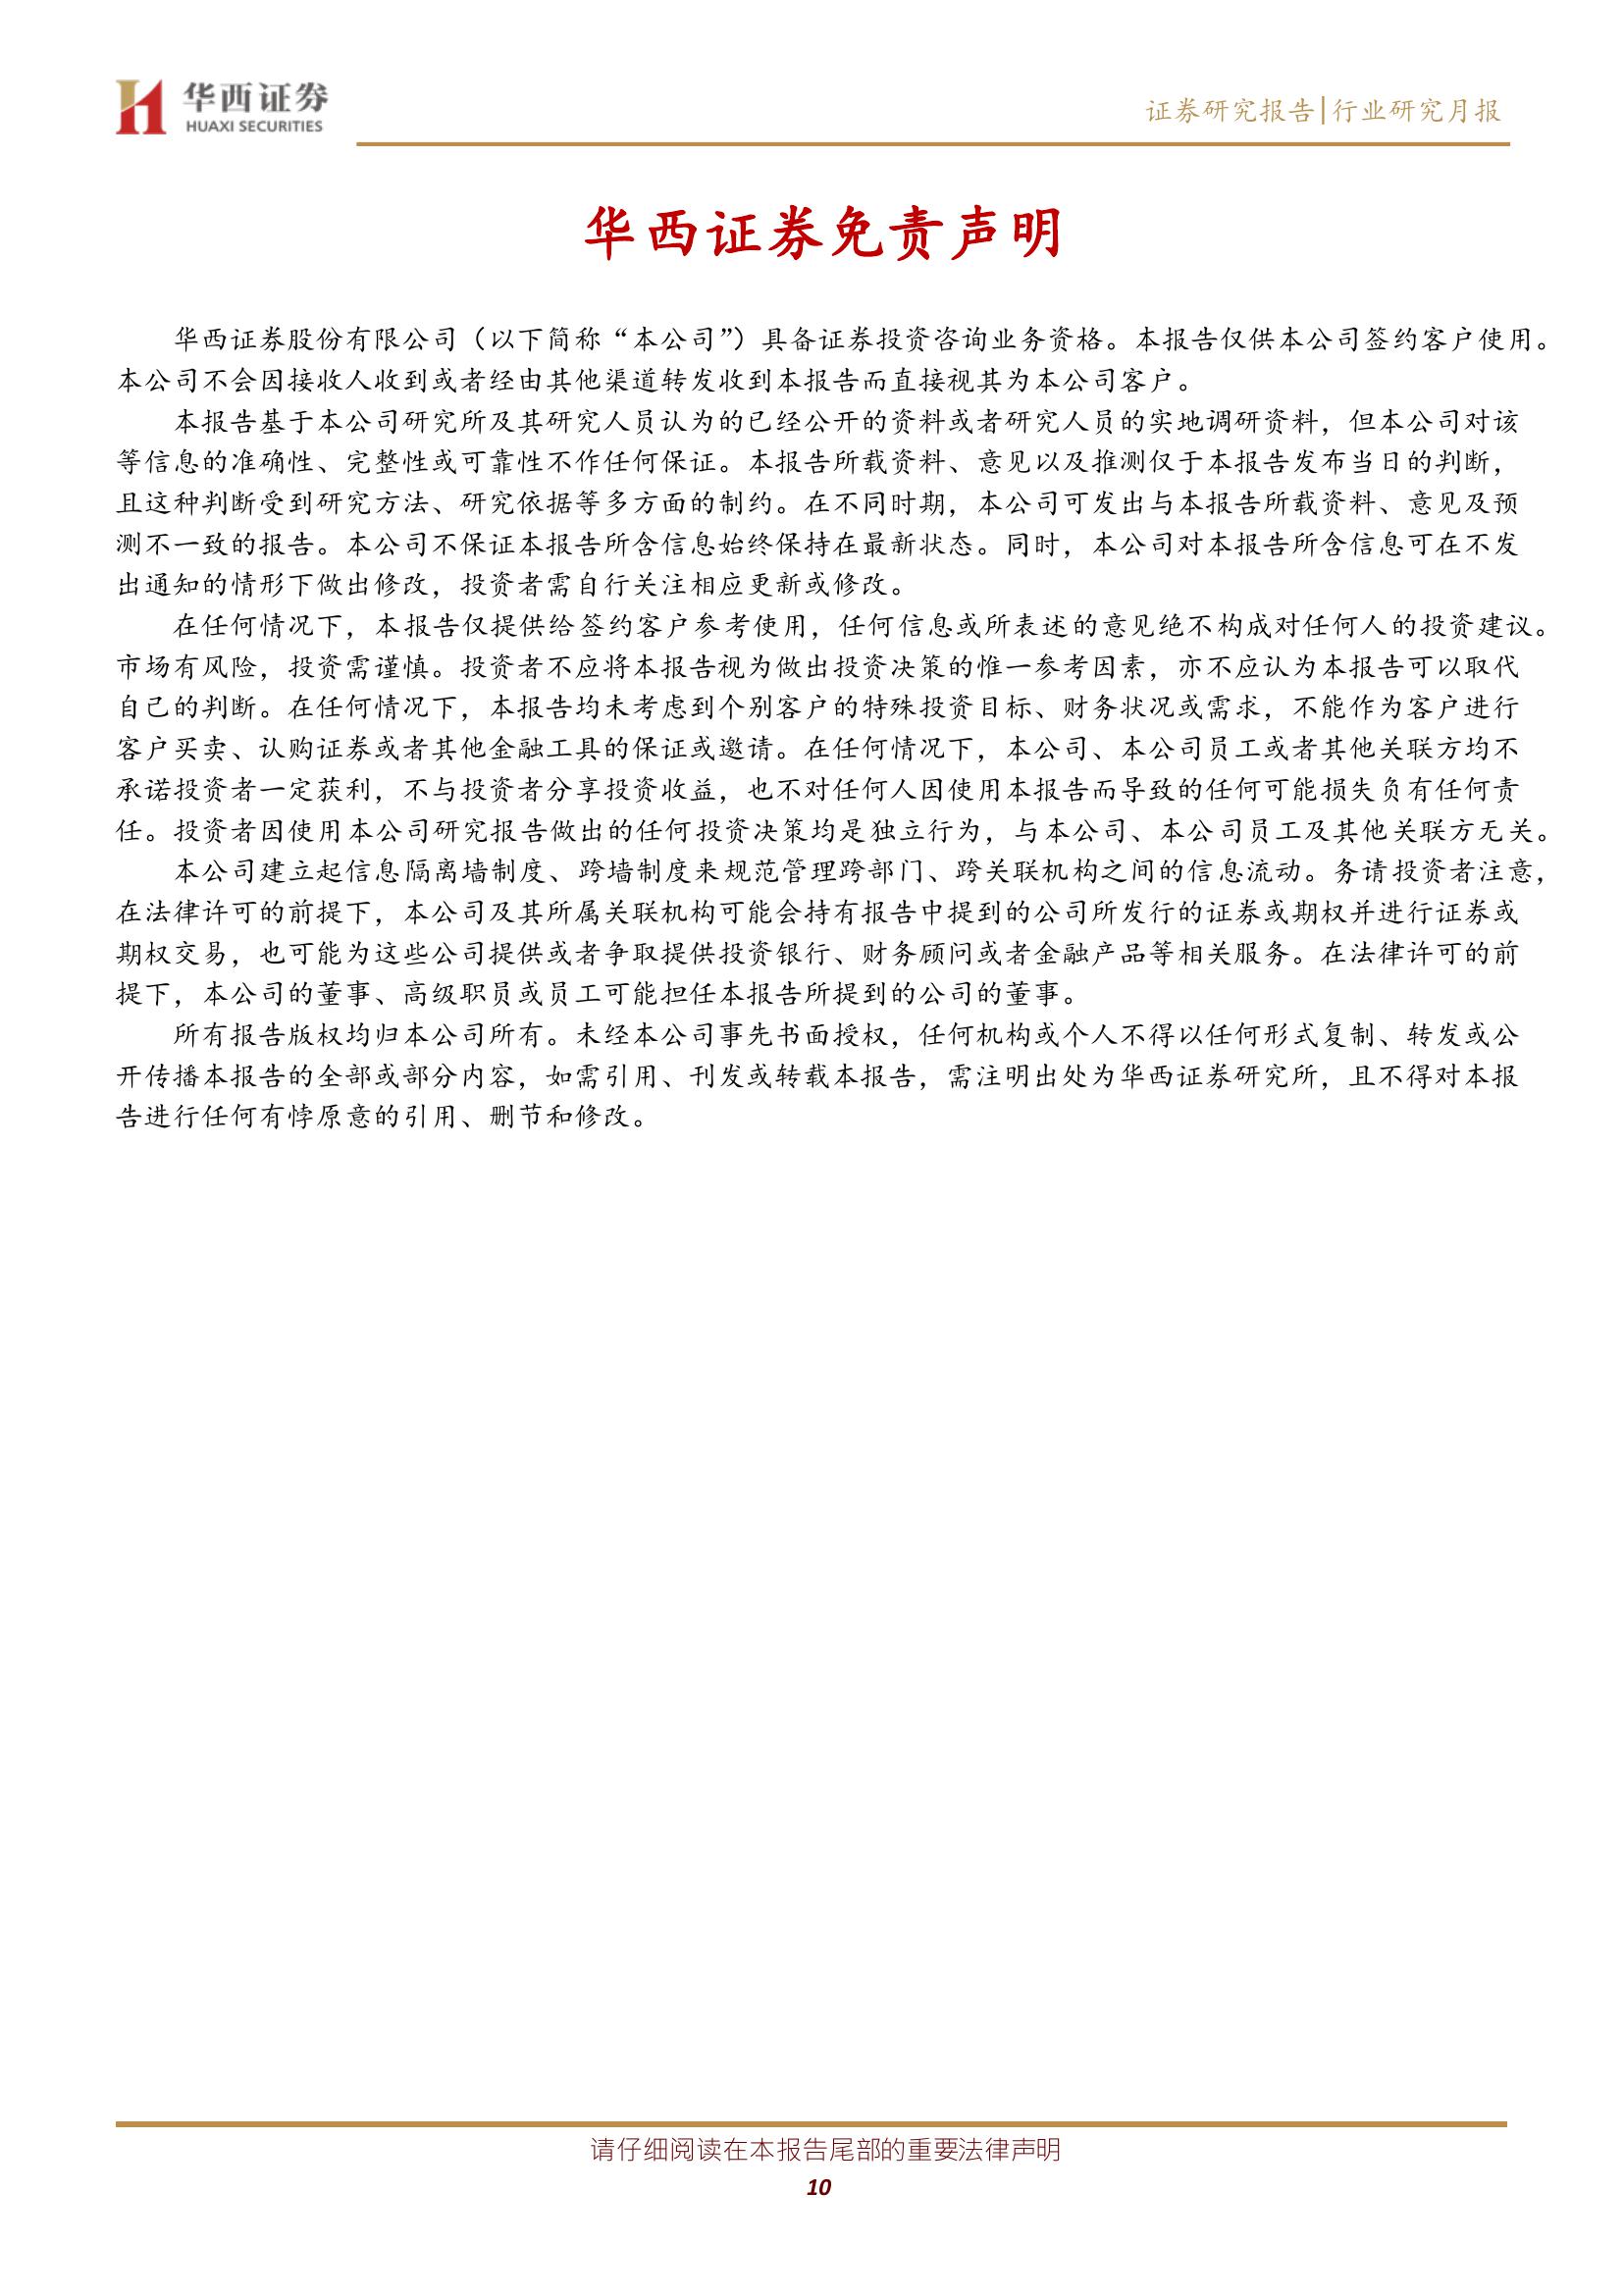 华西证券
HUAXI SECURITIES
证券研究报告|行业研究月报
华西证券免责声明
华西证券股份有限公司（以下简称“本公司”）具备证券投资咨询业务资格。本报告仅供本公司签约客户使用。
本公司不会因接收人收到或者经由其他渠道转发收到本报告而直接视其为本公司客户。
本报告基于本公司研究所及其研究人员认为的已经公开的资料或者研究人员的实地调研资料，但本公司对该
等信息的准确性、完整性或可靠性不作任何保证。本报告所载资料、意见以及推测仅于本报告发布当日的判断，
且这种判断受到研究方法、研究依据等多方面的制约。在不同时期，本公司可发出与本报告所载资料、意见及预
测不一致的报告。本公司不保证本报告所含信息始终保持在最新状态。同时，本公司对本报告所含信息可在不发
出通知的情形下做出修改，投资者需自行关注相应更新或修改。
在任何情况下，本报告仅提供给签约客户参考使用，任何信息或所表述的意见绝不构成对任何人的投资建议。
市场有风险，投资需谨慎。投资者不应将本报告视为做出投资决策的惟一参考因素，亦不应认为本报告可以取代
自己的判断。在任何情况下，本报告均未考虑到个别客户的特殊投资目标、财务状况或需求，不能作为客户进行
客户买卖、认购证券或者其他金融工具的保证或邀请。在任何情况下，本公司、本公司员工或者其他关联方均不
承诺投资者一定获利，不与投资者分享投资收益，也不对任何人因使用本报告而导致的任何可能损失负有任何责
任。投资者因使用本公司研究报告做出的任何投资决策均是独立行为，与本公司、本公司员工及其他关联方无关。
本公司建立起信息隔离墙制度、跨墙制度来规范管理跨部门、跨关联机构之间的信息流动。务请投资者注意，
在法律许可的前提下，本公司及其所属关联机构可能会持有报告中提到的公司所发行的证券或期权并进行证券或
期权交易，也可能为这些公司提供或者争取提供投资银行、财务顾问或者金融产品等相关服务。在法律许可的前
提下，本公司的董事、高级职员或员工可能担任本报告所提到的公司的董事。
所有报告版权均归本公司所有。未经本公司事先书面授权，任何机构或个人不得以任何形式复制、转发或公
开传播本报告的全部或部分内容，如需引用、刊发或转载本报告，需注明出处为华西证券研究所，且不得对本报
告进行任何有悖原意的引用、删节和修改。
请仔细阅读在本报告尾部的重要法律声明
10